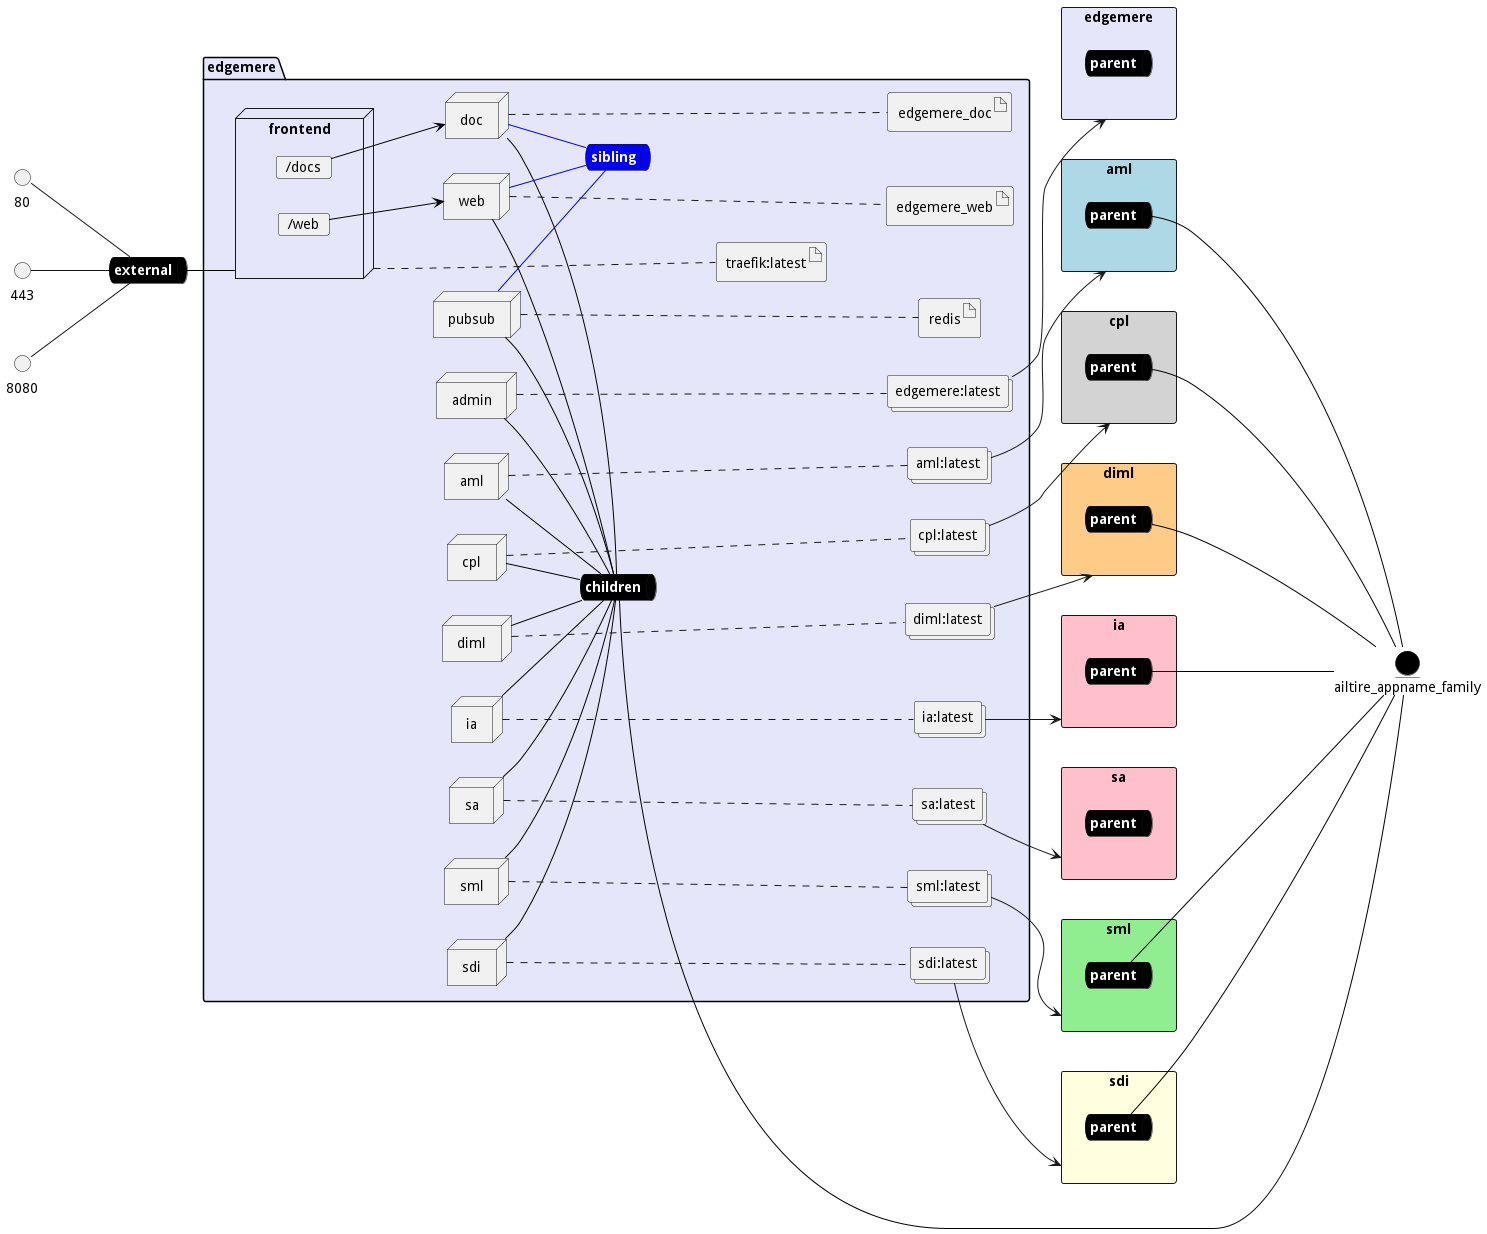 80
443
8080
external
edgemere
frontend
/docs
/web
doc
web
pubsub
admin
aml
cpl
diml
ia
sa
sml
sdi
sibling
children
edgemere_doc
edgemere_web
traefik:latest
redis
edgemere:latest
aml:latest
cpl:latest
diml:latest
ia:latest
sa:latest
sml:latest
sdi:latest
edgemere
parent
aml
parent
cpl
parent
diml
parent
ia
parent
sa
parent
sml
parent
sdi
parent
ailtire_appname_family